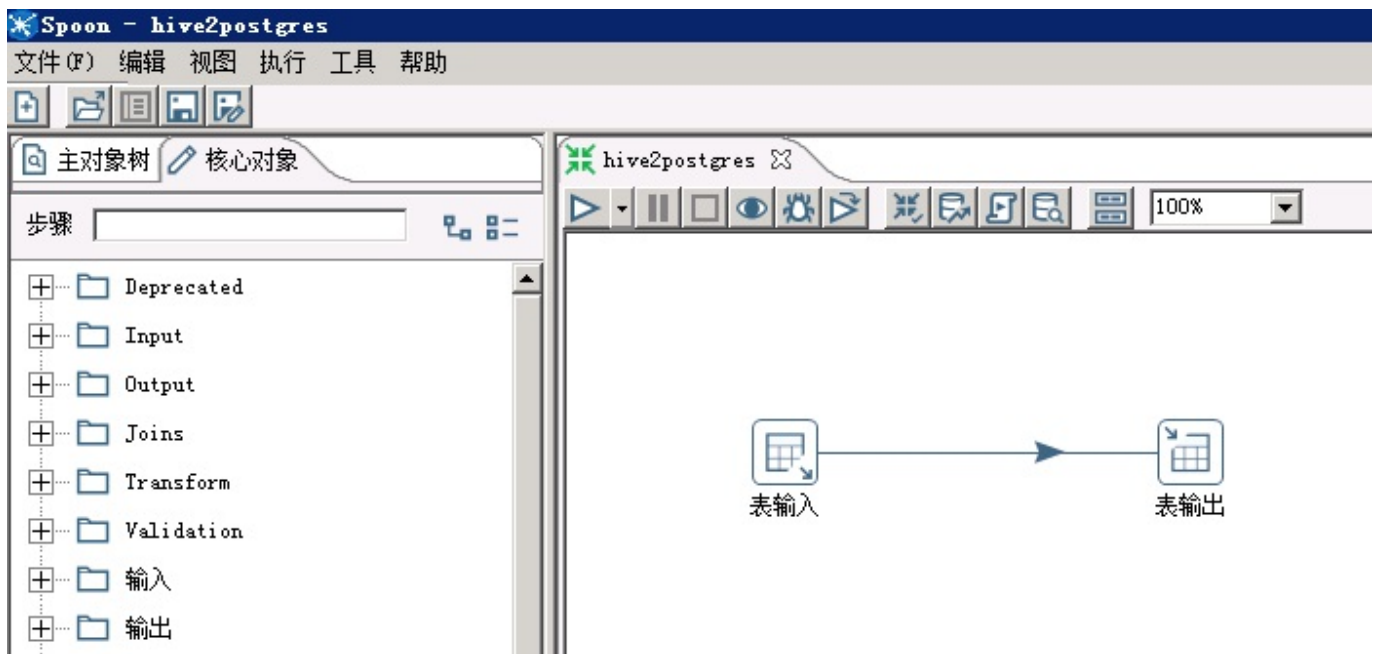 Spoon - hive2postgres
文件(F) 编辑 视图 执行 工具 帮助
主对象树 核心对象
步骤
Deprecated
Input
Output
Joins
Transform
Validation
输入
输出
hive2postgres
100%
表输入
表输出